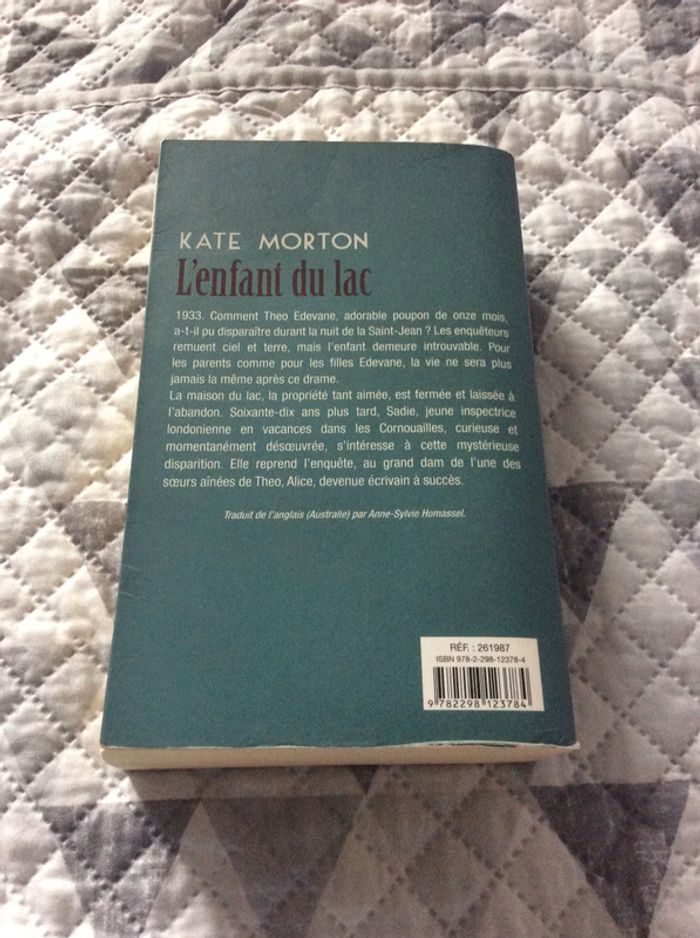 KATE MORTON
L'enfant du lac
1933. Comment Theo Edevane, adorable poupon de onze mois,
a-t-il pu disparaître durant la nuit de la Saint-Jean ? Les enquêteurs
remuent ciel et terre, mais l'enfant demeure introuvable. Pour
les parents comme pour les filles Edevane, la vie ne sera plus
jamais la même après ce drame.
La maison du lac, la propriété tant aimée, est fermée et laissée à
l'abandon. Soixante-dix ans plus tard, Sadie, jeune inspectrice
londonienne en vacances dans les Cornouailles, curieuse et
momentanément désœuvrée, s'intéresse à cette mystérieuse
disparition. Elle reprend l'enquête, au grand dam de l'une des
sœurs aînées de Theo, Alice, devenue écrivain à succès.
Traduit de l'anglais (Australie) par Anne-Sylvie Homassel.
RÉF. : 261987
ISBN 978-2-298-12378-4
9 782298 123784